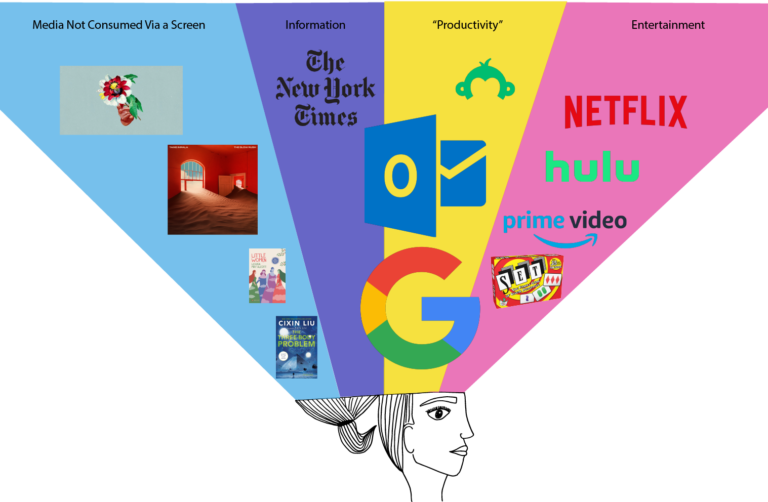 Media Not Consumed Via a Screen
Information
“Productivity”
Entertainment
The
New York
Times
NETFLIX
hulu
prime video
O
SET
G
LITTLE
WOMEN
CIXIN LIU
THE
THREE-BODY
PROBLEM